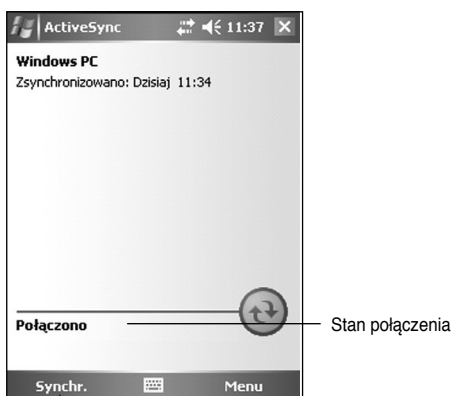 ActiveSync 11:37
Windows PC
Zsynchronizowano: Dzisiaj 11:34
Połączono
Stan połączenia
Synchr. Menu